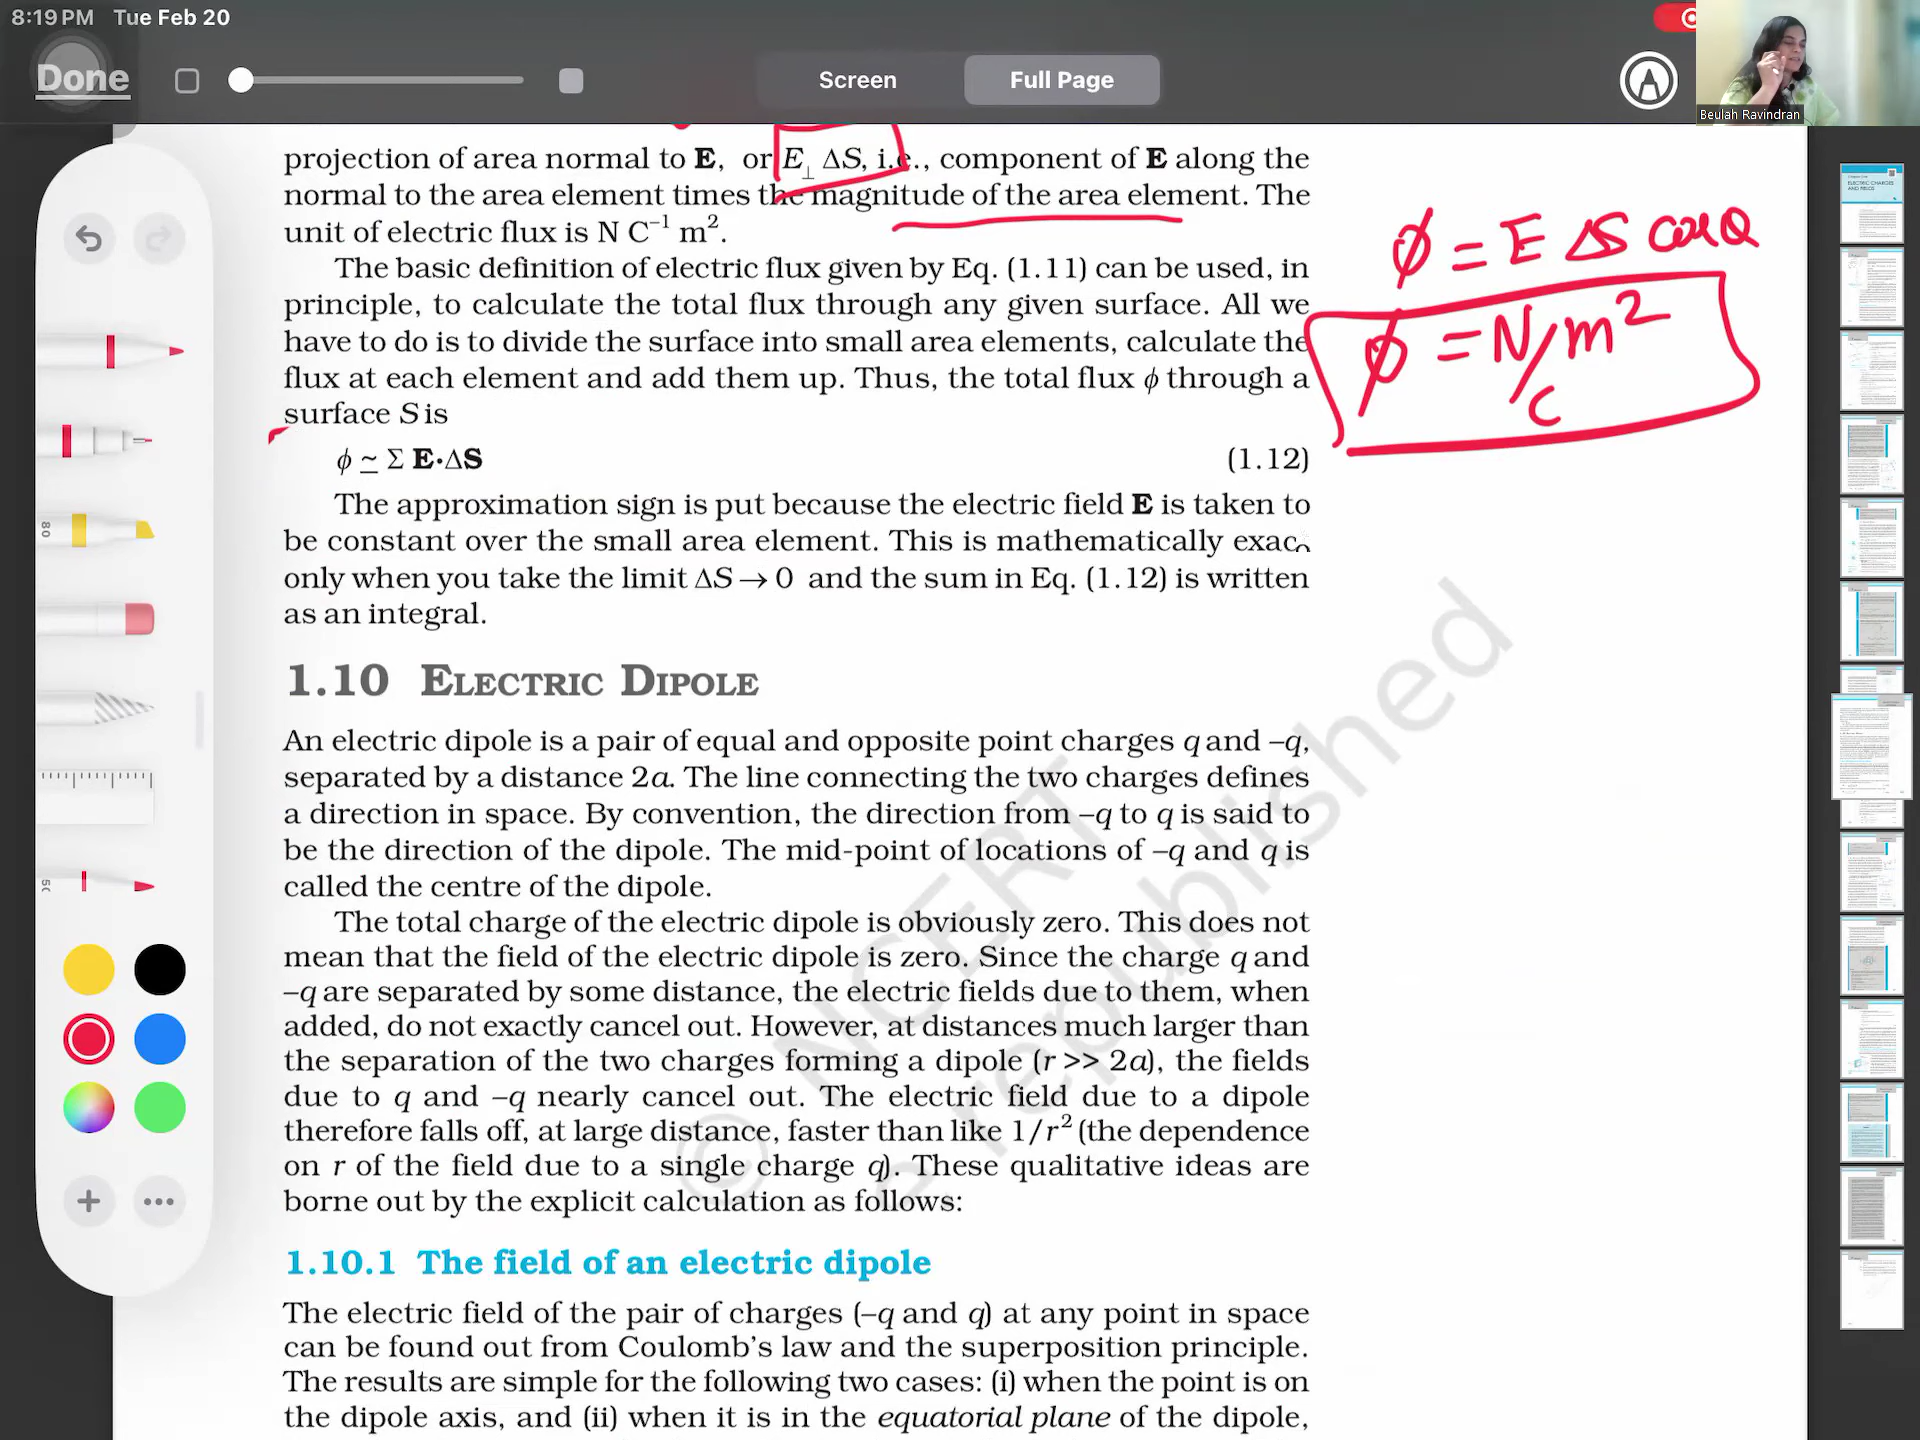 8:19 PM Tue Feb 20
Done
Screen
Full Page
Beulah Ravindran
projection of area normal to E, or E⊥ ΔS, i.e., component of E along the
normal to the area element times the magnitude of the area element. The
unit of electric flux is N C⁻¹ m².
The basic definition of electric flux given by Eq. (1.11) can be used, in
principle, to calculate the total flux through any given surface. All we
have to do is to divide the surface into small area elements, calculate the
flux at each element and add them up. Thus, the total flux ϕ through a
surface S is
ϕ ~ Σ E·ΔS (1.12)
The approximation sign is put because the electric field E is taken to
be constant over the small area element. This is mathematically exac
only when you take the limit ΔS → 0 and the sum in Eq. (1.12) is written
as an integral.
ϕ = E ΔS cosθ
ϕ = N/C m²
1.10 ELECTRIC DIPOLE
An electric dipole is a pair of equal and opposite point charges q and –q,
separated by a distance 2a. The line connecting the two charges defines
a direction in space. By convention, the direction from –q to q is said to
be the direction of the dipole. The mid-point of locations of –q and q is
called the centre of the dipole.
The total charge of the electric dipole is obviously zero. This does not
mean that the field of the electric dipole is zero. Since the charge q and
–q are separated by some distance, the electric fields due to them, when
added, do not exactly cancel out. However, at distances much larger than
the separation of the two charges forming a dipole (r >> 2a), the fields
due to q and –q nearly cancel out. The electric field due to a dipole
therefore falls off, at large distance, faster than like 1/r² (the dependence
on r of the field due to a single charge q). These qualitative ideas are
borne out by the explicit calculation as follows:
1.10.1 The field of an electric dipole
The electric field of the pair of charges (–q and q) at any point in space
can be found out from Coulomb's law and the superposition principle.
The results are simple for the following two cases: (i) when the point is on
the dipole axis, and (ii) when it is in the equatorial plane of the dipole,
© NCERT
republished
80